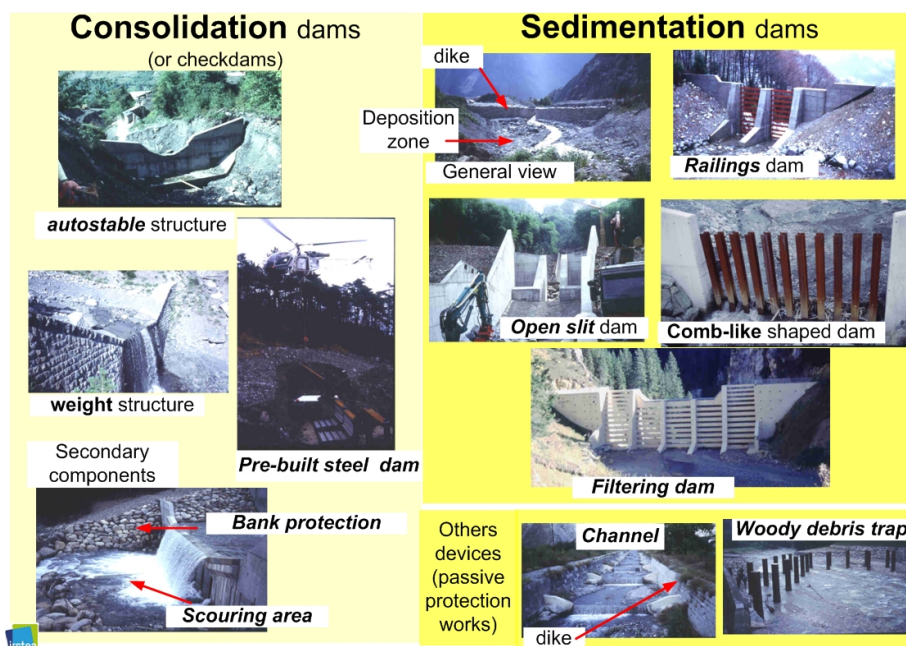 Consolidation dams
(or checkdams)
autostable structure
weight structure
Pre-built steel dam
Secondary
components
Bank protection
Scouring area
Sedimentation dams
dike
Deposition
zone
General view
Railings dam
Open slit dam
Comb-like shaped dam
Filtering dam
Others
devices
(passive
protection
works)
Channel
dike
Woody debris trap